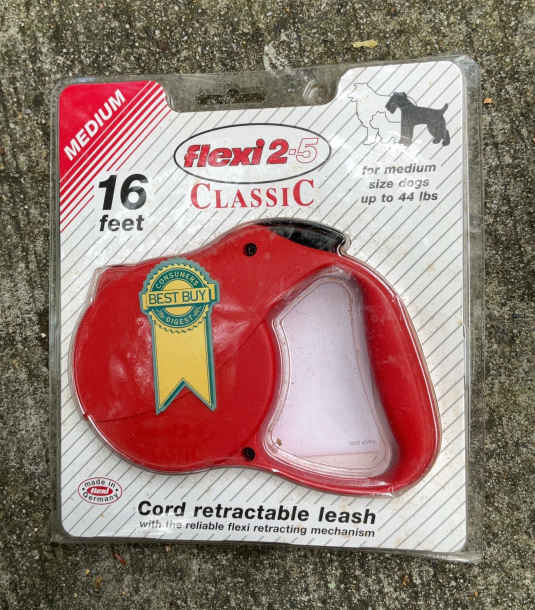 MEDIUM
16
feet
flexi 2-5
CLASSIC
for medium
size dogs
up to 44 lbs
CONSUMERS
BEST BUY
DIGEST
made in
flexi
Germany
Cord retractable leash
with the reliable flexi retracting mechanism